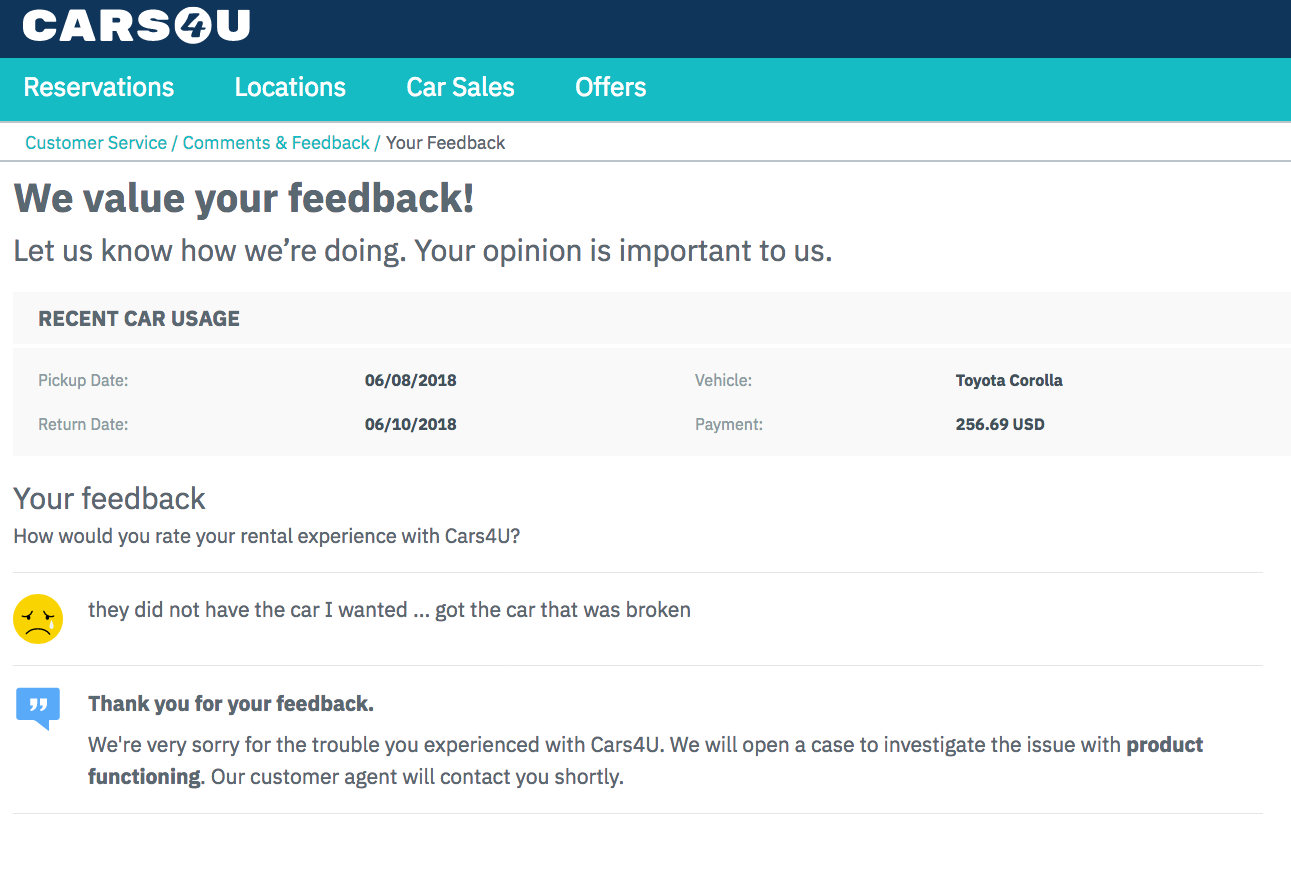 CARS4U
Reservations Locations Car Sales Offers
Customer Service / Comments & Feedback / Your Feedback
We value your feedback!
Let us know how we’re doing. Your opinion is important to us.
RECENT CAR USAGE
Pickup Date: 06/08/2018 Vehicle: Toyota Corolla
Return Date: 06/10/2018 Payment: 256.69 USD
Your feedback
How would you rate your rental experience with Cars4U?
they did not have the car I wanted ... got the car that was broken
Thank you for your feedback.
We're very sorry for the trouble you experienced with Cars4U. We will open a case to investigate the issue with product
functioning. Our customer agent will contact you shortly.